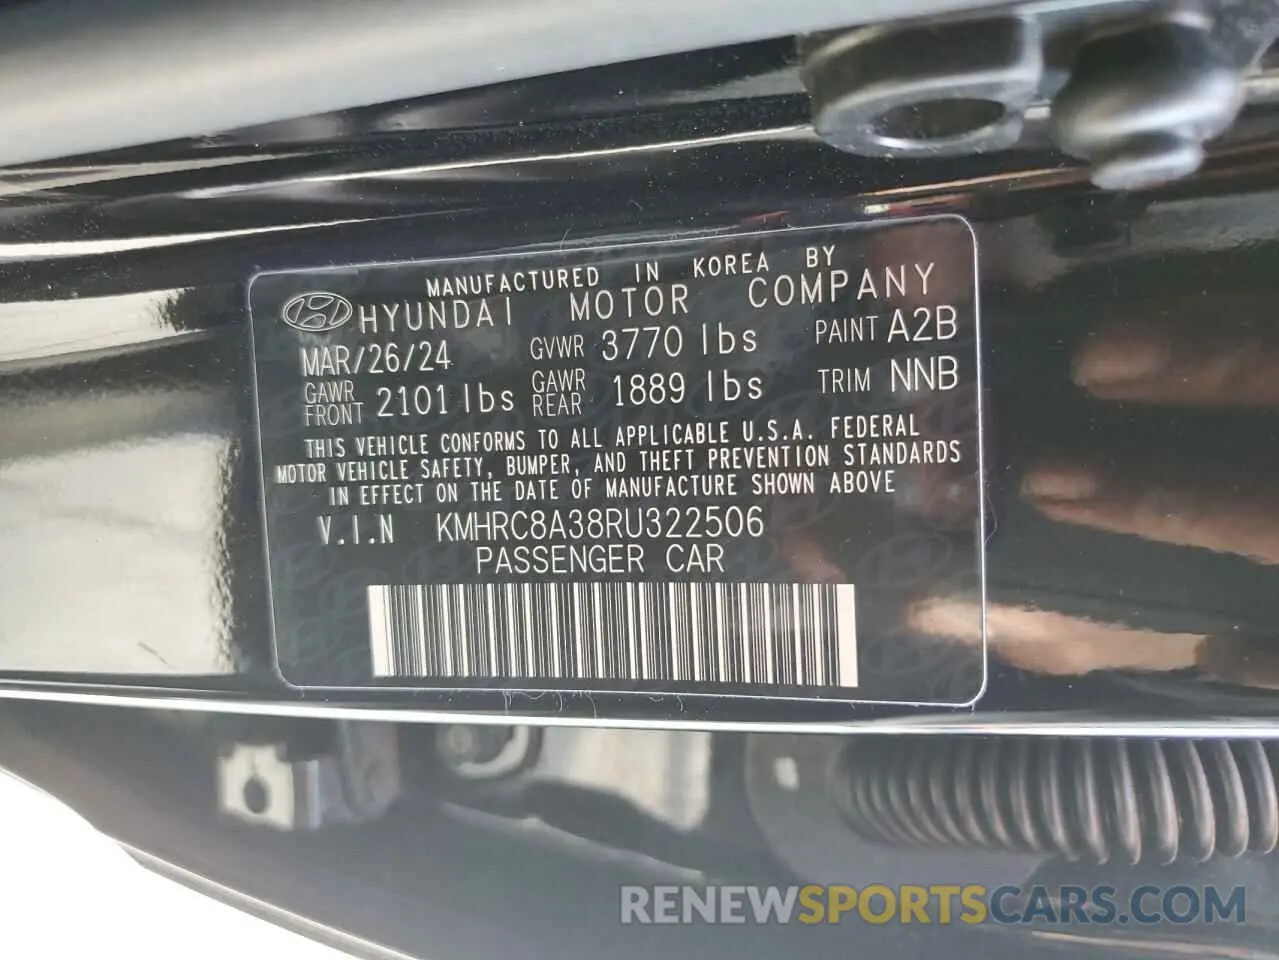 MANUFACTURED IN KOREA BY
HYUNDAI MOTOR COMPANY
MAR/26/24 GVWR 3770 lbs PAINT A2B
GAWR FRONT 2101 lbs GAWR REAR 1889 lbs TRIM NNB
THIS VEHICLE CONFORMS TO ALL APPLICABLE U.S.A. FEDERAL
MOTOR VEHICLE SAFETY, BUMPER, AND THEFT PREVENTION STANDARDS
IN EFFECT ON THE DATE OF MANUFACTURE SHOWN ABOVE
V.I.N KMHRC8A38RU322506
PASSENGER CAR
RENEWSPORTSCARS.COM